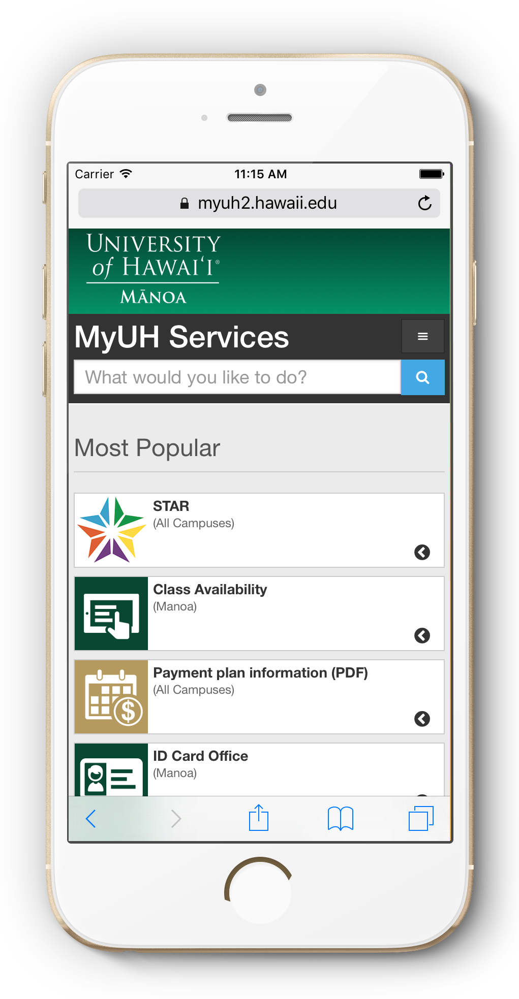 Carrier
11:15 AM
myuh2.hawaii.edu
UNIVERSITY
of HAWAIʻI®
MĀNOA
MyUH Services
What would you like to do?
Most Popular
STAR
(All Campuses)
Class Availability
(Manoa)
Payment plan information (PDF)
(All Campuses)
$
ID Card Office
(Manoa)